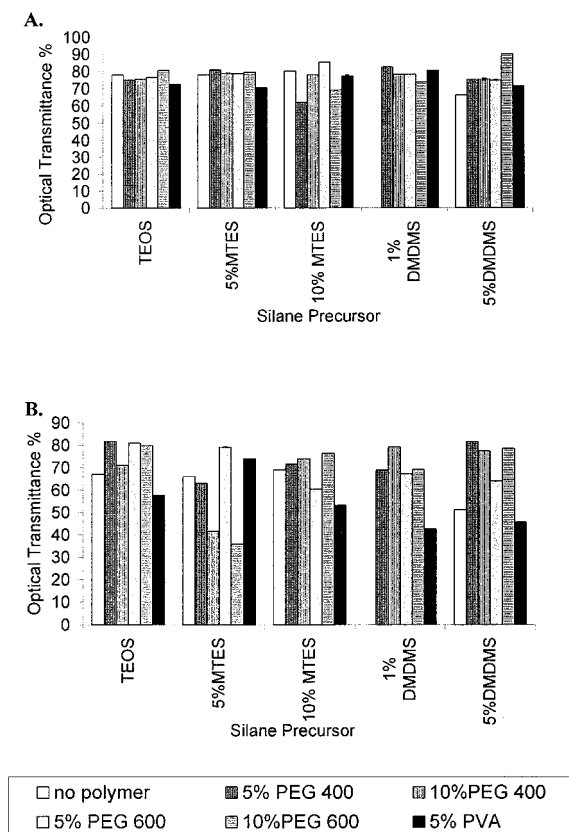 A.
Optical Transmittance %
100
90
80
70
60
50
40
30
20
10
0
TEOS
5%MTES
10% MTES
1%
DMDMS
5%DMDMS
Silane Precursor
B.
Optical Transmittance %
90
80
70
60
50
40
30
20
10
0
TEOS
5%MTES
10% MTES
1%
DMDMS
5%DMDMS
Silane Precursor
no polymer 5% PEG 400 10%PEG 400
5% PEG 600 10%PEG 600 5% PVA